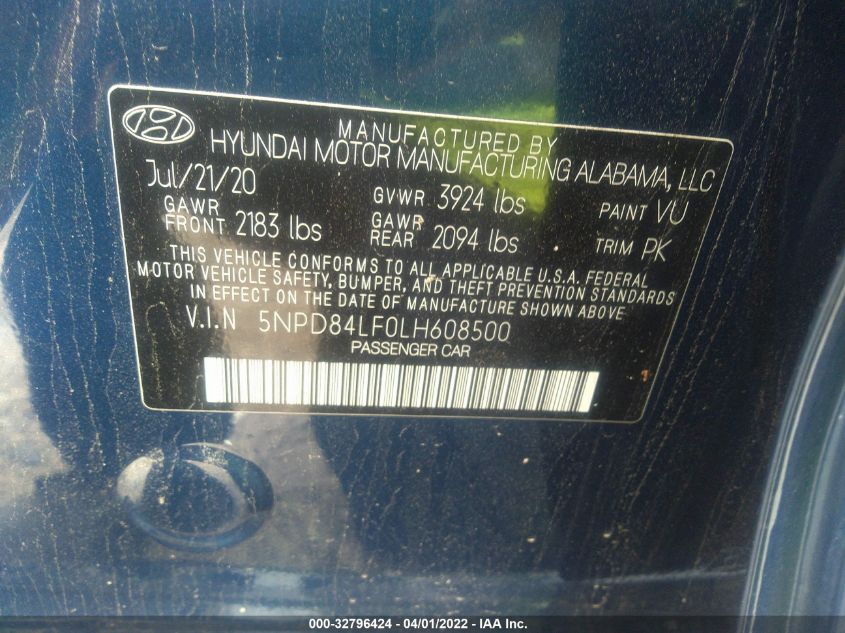 MANUFACTURED BY
HYUNDAI MOTOR MANUFACTURING ALABAMA, LLC
Jul/21/20 GVWR 3924 lbs PAINT VU
GAWR FRONT 2183 lbs GAWR REAR 2094 lbs TRIM PK
THIS VEHICLE CONFORMS TO ALL APPLICABLE U.S.A. FEDERAL
MOTOR VEHICLE SAFETY, BUMPER, AND THEFT PREVENTION STANDARDS
IN EFFECT ON THE DATE OF MANUFACTURE SHOWN ABOVE.
V.I.N 5NPD84LF0LH608500
PASSENGER CAR
000-32796424 - 04/01/2022 - IAA Inc.